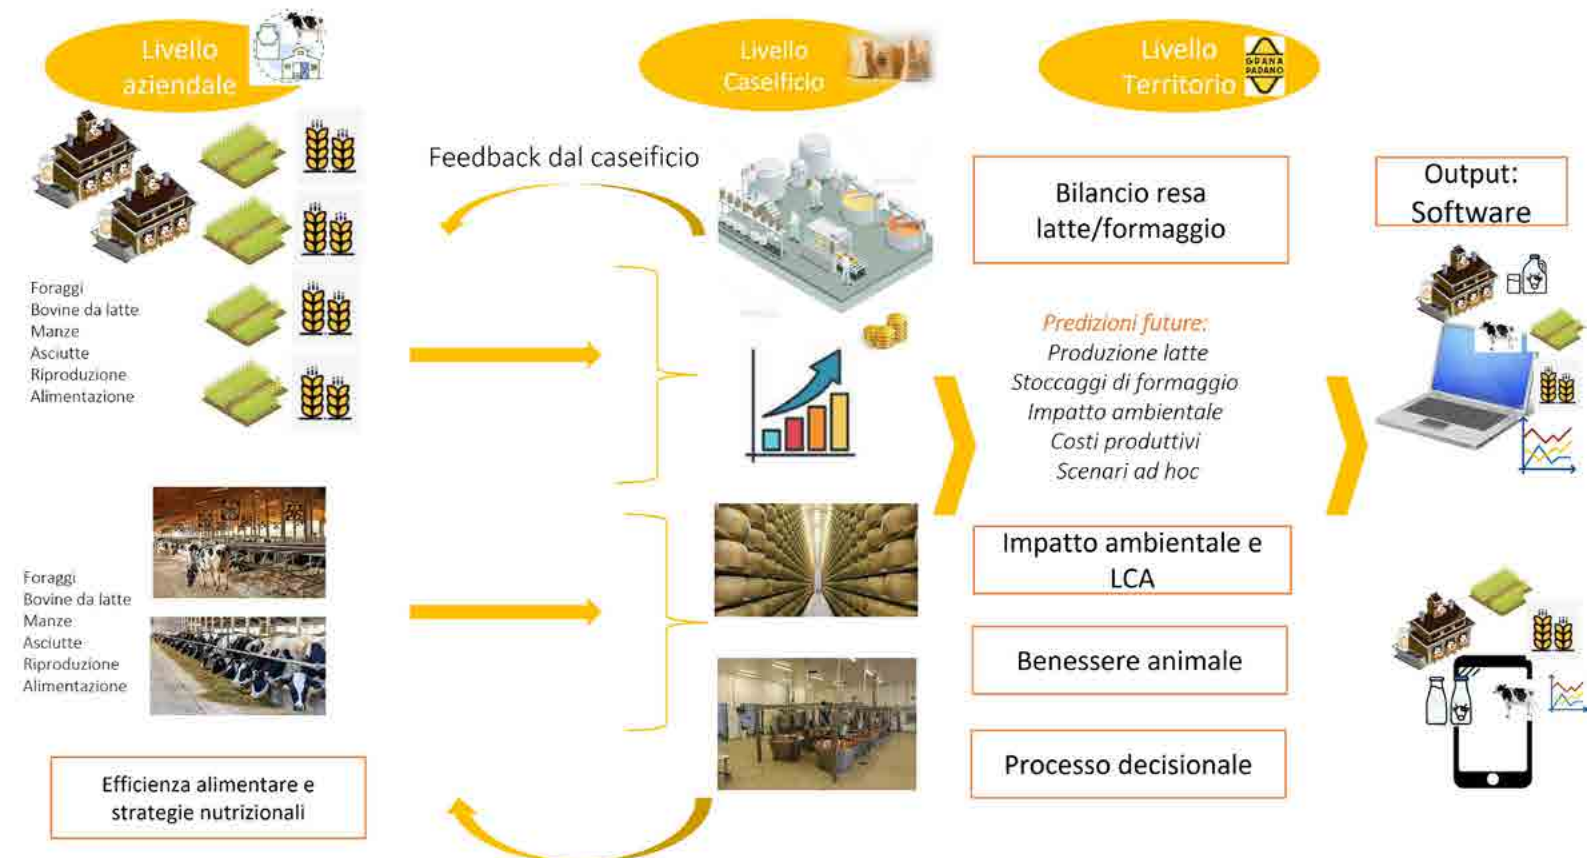 Livello
aziendale
Livello
Caseificio
Livello
Territorio
GRANA
PADANO
Feedback dal caseificio
Foraggi
Bovine da latte
Manze
Asciutte
Riproduzione
Alimentazione
Bilancio resa
latte/formaggio
Output:
Software
Predizioni future:
Produzione latte
Stoccaggi di formaggio
Impatto ambientale
Costi produttivi
Scenari ad hoc
Foraggi
Bovine da latte
Manze
Asciutte
Riproduzione
Alimentazione
Impatto ambientale e
LCA
Benessere animale
Processo decisionale
Efficienza alimentare e
strategie nutrizionali